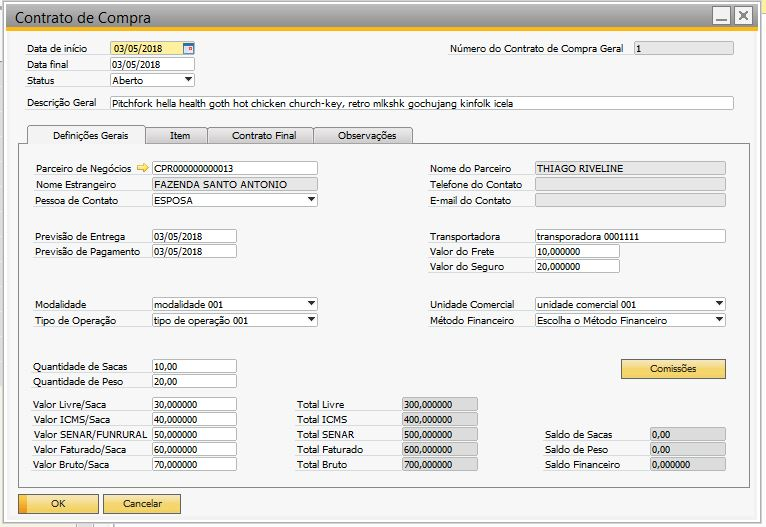 Contrato de Compra
Data de início 03/05/2018 Número do Contrato de Compra Geral 1
Data final 03/05/2018
Status Aberto
Descrição Geral Pitchfork hella health goth hot chicken church-key, retro mlkshk gochujang kinfolk icela
Definições Gerais Item Contrato Final Observações
Parceiro de Negócios CPR000000000013 Nome do Parceiro THIAGO RIVELINE
Nome Estrangeiro FAZENDA SANTO ANTONIO Telefone do Contato
Pessoa de Contato ESPOSA E-mail do Contato
Previsão de Entrega 03/05/2018 Transportadora transporadora 0001111
Previsão de Pagamento 03/05/2018 Valor do Frete 10,000000
Valor do Seguro 20,000000
Modalidade modalidade 001 Unidade Comercial unidade comercial 001
Tipo de Operação tipo de operação 001 Método Financeiro Escolha o Método Financeiro
Quantidade de Sacas 10,00 Comissões
Quantidade de Peso 20,00
Valor Livre/Saca 30,000000 Total Livre 300,000000
Valor ICMS/Saca 40,000000 Total ICMS 400,000000
Valor SENAR/FUNRURAL 50,000000 Total SENAR 500,000000 Saldo de Sacas 0,00
Valor Faturado/Saca 60,000000 Total Faturado 600,000000 Saldo de Peso 0,00
Valor Bruto/Saca 70,000000 Total Bruto 700,000000 Saldo Financeiro 0,000000
OK Cancelar